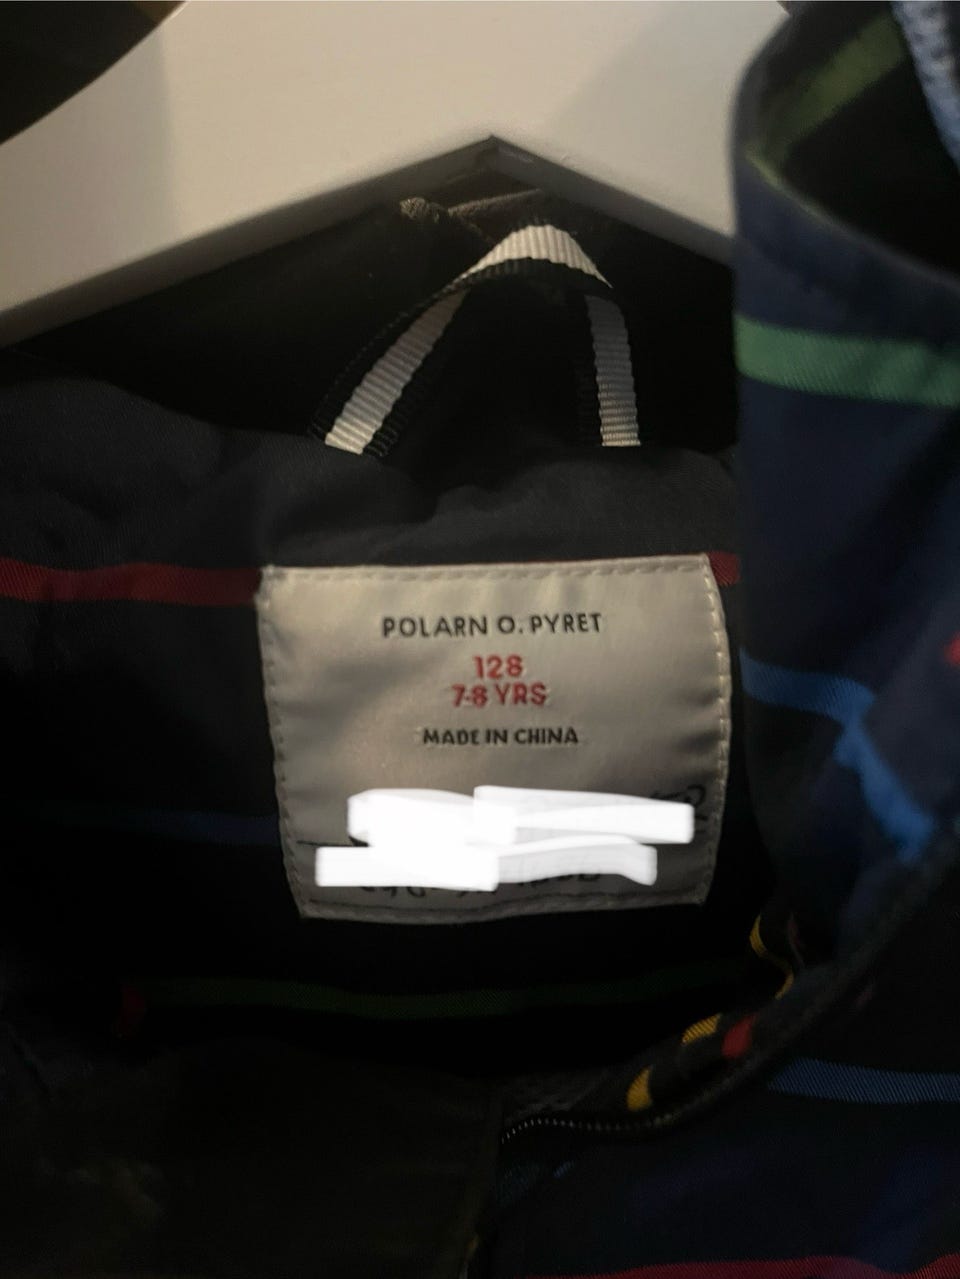 POLARN O. PYRET
128
7-8 YRS
MADE IN CHINA